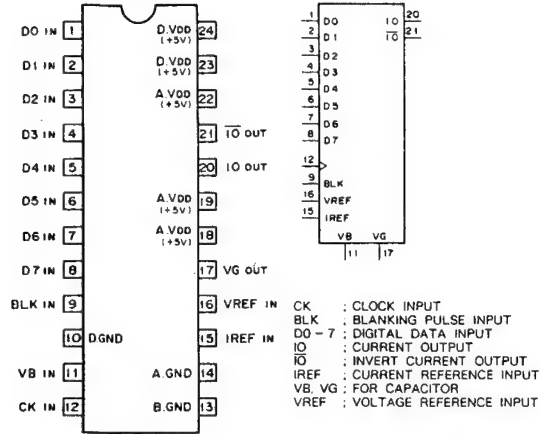 D0 IN 1
D1 IN 2
D2 IN 3
D3 IN 4
D4 IN 5
D5 IN 6
D6 IN 7
D7 IN 8
BLK IN 9
10 D.GND
VB IN 11
CK IN 12
D.VDD 24
(+5V)
D.VDD 23
(+5V)
A.VDD 22
(+5V)
21 IO OUT
20 IO OUT
A.VDD 19
(+5V)
A.VDD 18
(+5V)
17 VG OUT
16 VREF IN
15 IREF IN
A.GND 14
B.GND 13
1 D0 IO 20
2 D1 IO 21
3 D2
4 D3
5 D4
6 D5
7 D6
8 D7
12
9 BLK
16 VREF
15 IREF
VB VG
11 17
CK : CLOCK INPUT
BLK : BLANKING PULSE INPUT
D0 - 7 : DIGITAL DATA INPUT
IO : CURRENT OUTPUT
IO : INVERT CURRENT OUTPUT
IREF : CURRENT REFERENCE INPUT
VB, VG : FOR CAPACITOR
VREF : VOLTAGE REFERENCE INPUT